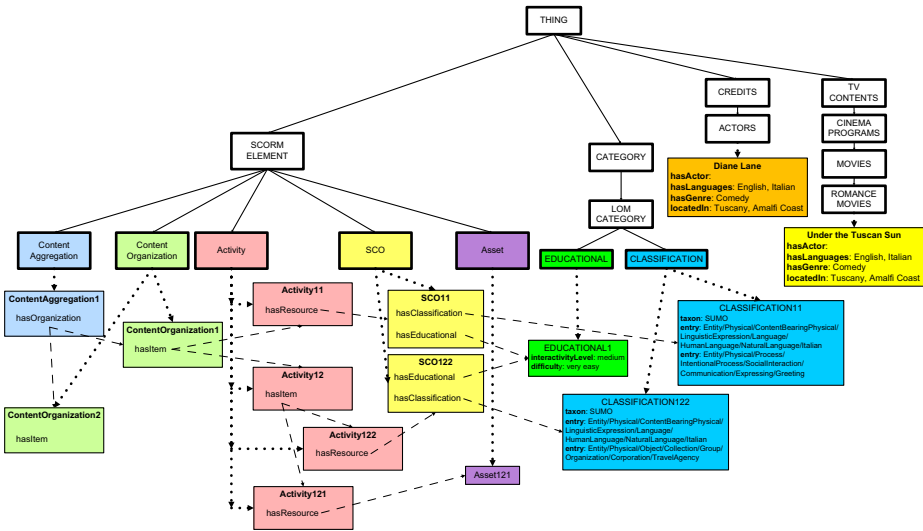 THING
CREDITS
TV
CONTENTS
ACTORS
CINEMA
PROGRAMS
SCORM
ELEMENT
CATEGORY
MOVIES
Diane Lane
hasActor:
hasLanguages: English, Italian
hasGenre: Comedy
locatedIn: Tuscany, Amalfi Coast
ROMANCE
MOVIES
LOM
CATEGORY
Under the Tuscan Sun
hasActor:
hasLanguages: English, Italian
hasGenre: Comedy
locatedIn: Tuscany, Amalfi Coast
Content
Aggregation
Content
Organization
Activity
SCO
Asset
EDUCATIONAL
CLASSIFICATION
ContentAggregation1
hasOrganization
ContentOrganization1
hasItem
Activity11
hasResource
SCO11
hasClassification
hasEducational
CLASSIFICATION11
taxon: SUMO
entry: Entity/Physical/ContentBearingPhysical/
LinguisticExpression/Language/
HumanLanguage/NaturalLanguage/Italian
entry: Entity/Physical/Process/
IntentionalProcess/SocialInteraction/
Communication/Expressing/Greeting
EDUCATIONAL1
interactivityLevel: medium
difficulty: very easy
Activity12
hasItem
SCO122
hasEducational
hasClassification
CLASSIFICATION122
taxon: SUMO
entry: Entity/Physical/ContentBearingPhysical/
LinguisticExpression/Language/
HumanLanguage/NaturalLanguage/Italian
entry: Entity/Physical/Object/Collection/Group/
Organization/Corporation/TravelAgency
ContentOrganization2
hasItem
Activity122
hasResource
Asset121
Activity121
hasResource